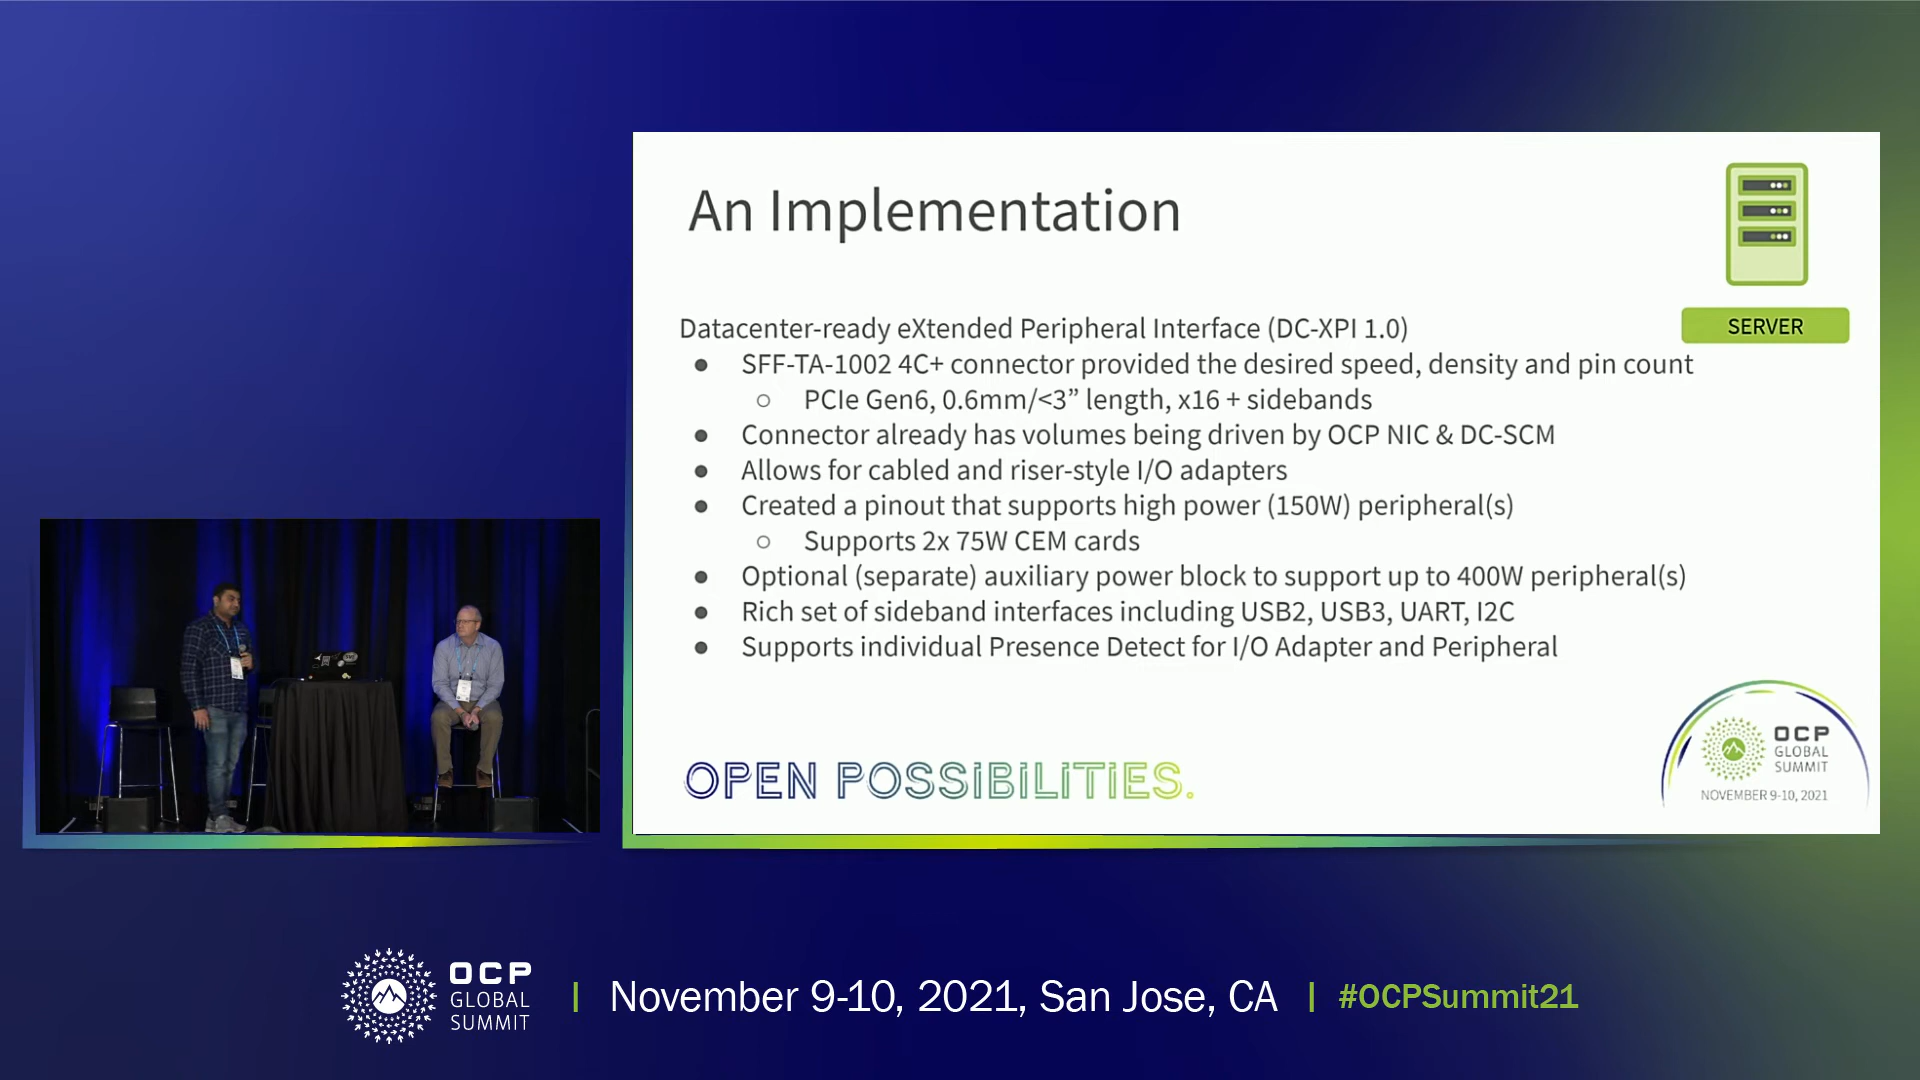 An Implementation
SERVER
Datacenter-ready eXtended Peripheral Interface (DC-XPI 1.0)
● SFF-TA-1002 4C+ connector provided the desired speed, density and pin count
○ PCIe Gen6, 0.6mm/<3” length, x16 + sidebands
● Connector already has volumes being driven by OCP NIC & DC-SCM
● Allows for cabled and riser-style I/O adapters
● Created a pinout that supports high power (150W) peripheral(s)
○ Supports 2x 75W CEM cards
● Optional (separate) auxiliary power block to support up to 400W peripheral(s)
● Rich set of sideband interfaces including USB2, USB3, UART, I2C
● Supports individual Presence Detect for I/O Adapter and Peripheral
OPEN POSSiBiLiTiES.
OCP
GLOBAL
SUMMIT
NOVEMBER 9-10, 2021
OCP
GLOBAL
SUMMIT
| November 9-10, 2021, San Jose, CA | #OCPSummit21